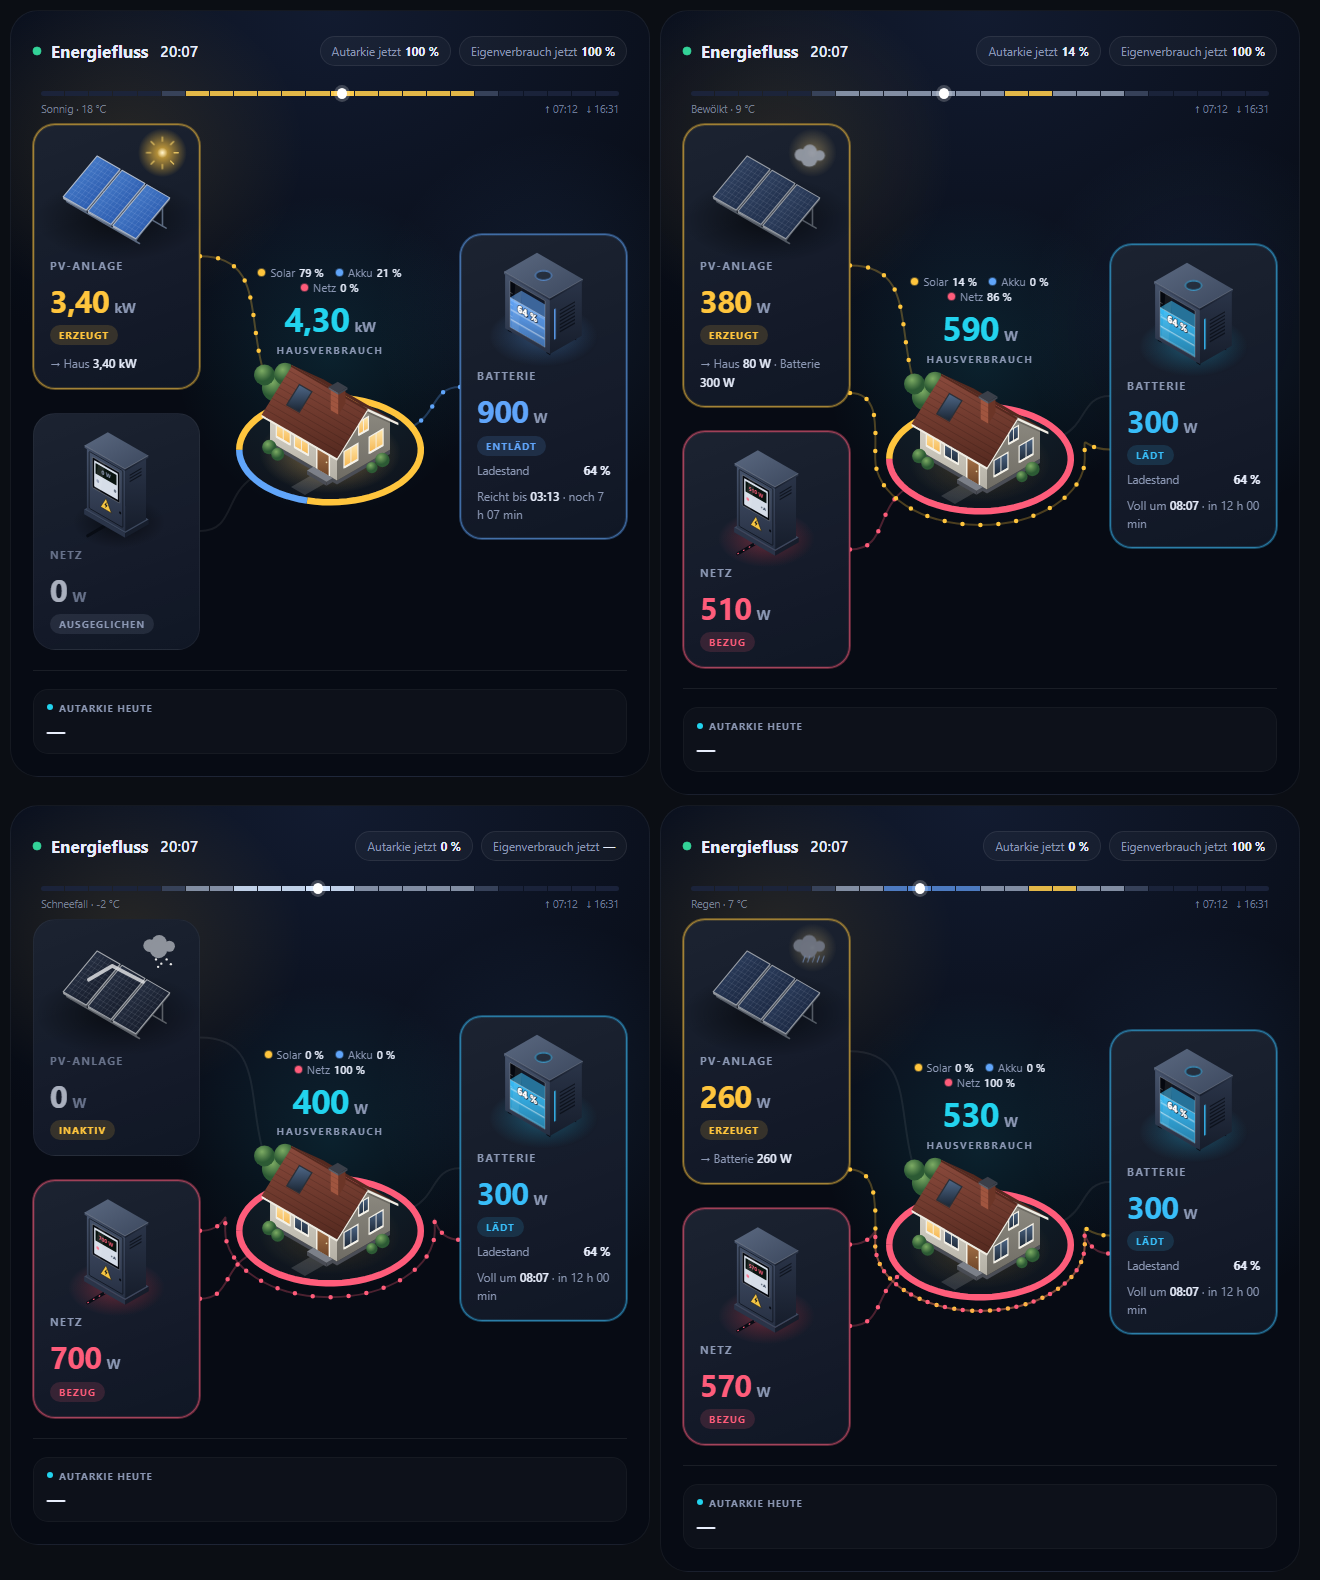 Energiefluss 20:07
Autarkie jetzt 100 %
Eigenverbrauch jetzt 100 %
Sonnig · 18 °C
↑ 07:12 ↓ 16:31
PV-ANLAGE
3,40 kW
ERZEUGT
→ Haus 3,40 kW
Solar 79 % Akku 21 %
Netz 0 %
4,30 kW
HAUSVERBRAUCH
64 %
BATTERIE
900 W
ENTLÄDT
Ladestand 64 %
Reicht bis 03:13 · noch 7
h 07 min
0 W
NETZ
0 W
AUSGEGLICHEN
AUTARKIE HEUTE
—
Energiefluss 20:07
Autarkie jetzt 14 %
Eigenverbrauch jetzt 100 %
Bewölkt · 9 °C
↑ 07:12 ↓ 16:31
PV-ANLAGE
380 W
ERZEUGT
→ Haus 80 W · Batterie
300 W
Solar 14 % Akku 0 %
Netz 86 %
590 W
HAUSVERBRAUCH
64 %
BATTERIE
300 W
LÄDT
Ladestand 64 %
Voll um 08:07 · in 12 h 00
min
510 W
NETZ
510 W
BEZUG
AUTARKIE HEUTE
—
Energiefluss 20:07
Autarkie jetzt 0 %
Eigenverbrauch jetzt —
Schneefall · -2 °C
↑ 07:12 ↓ 16:31
PV-ANLAGE
0 W
INAKTIV
Solar 0 % Akku 0 %
Netz 100 %
400 W
HAUSVERBRAUCH
64 %
BATTERIE
300 W
LÄDT
Ladestand 64 %
Voll um 08:07 · in 12 h 00
min
700 W
NETZ
700 W
BEZUG
AUTARKIE HEUTE
—
Energiefluss 20:07
Autarkie jetzt 0 %
Eigenverbrauch jetzt 100 %
Regen · 7 °C
↑ 07:12 ↓ 16:31
PV-ANLAGE
260 W
ERZEUGT
→ Batterie 260 W
Solar 0 % Akku 0 %
Netz 100 %
530 W
HAUSVERBRAUCH
64 %
BATTERIE
300 W
LÄDT
Ladestand 64 %
Voll um 08:07 · in 12 h 00
min
570 W
NETZ
570 W
BEZUG
AUTARKIE HEUTE
—